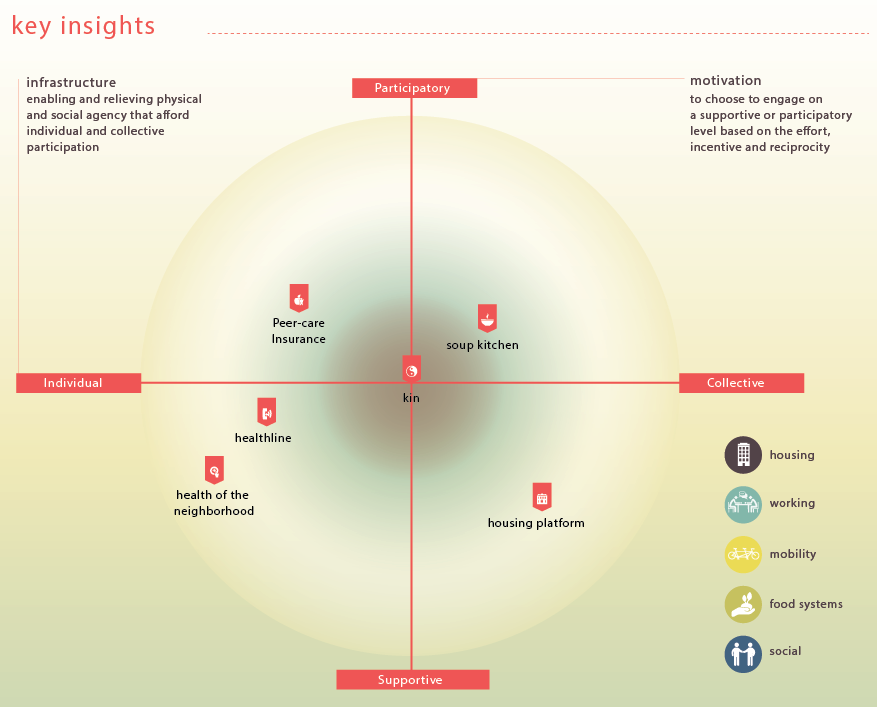 key insights
infrastructure
enabling and relieving physical
and social agency that afford
individual and collective
participation
Participatory
motivation
to choose to engage on
a supportive or participatory
level based on the effort,
incentive and reciprocity
Peer-care
Insurance
soup kitchen
Individual
Collective
kin
healthline
health of the
neighborhood
housing platform
housing
working
mobility
food systems
social
Supportive